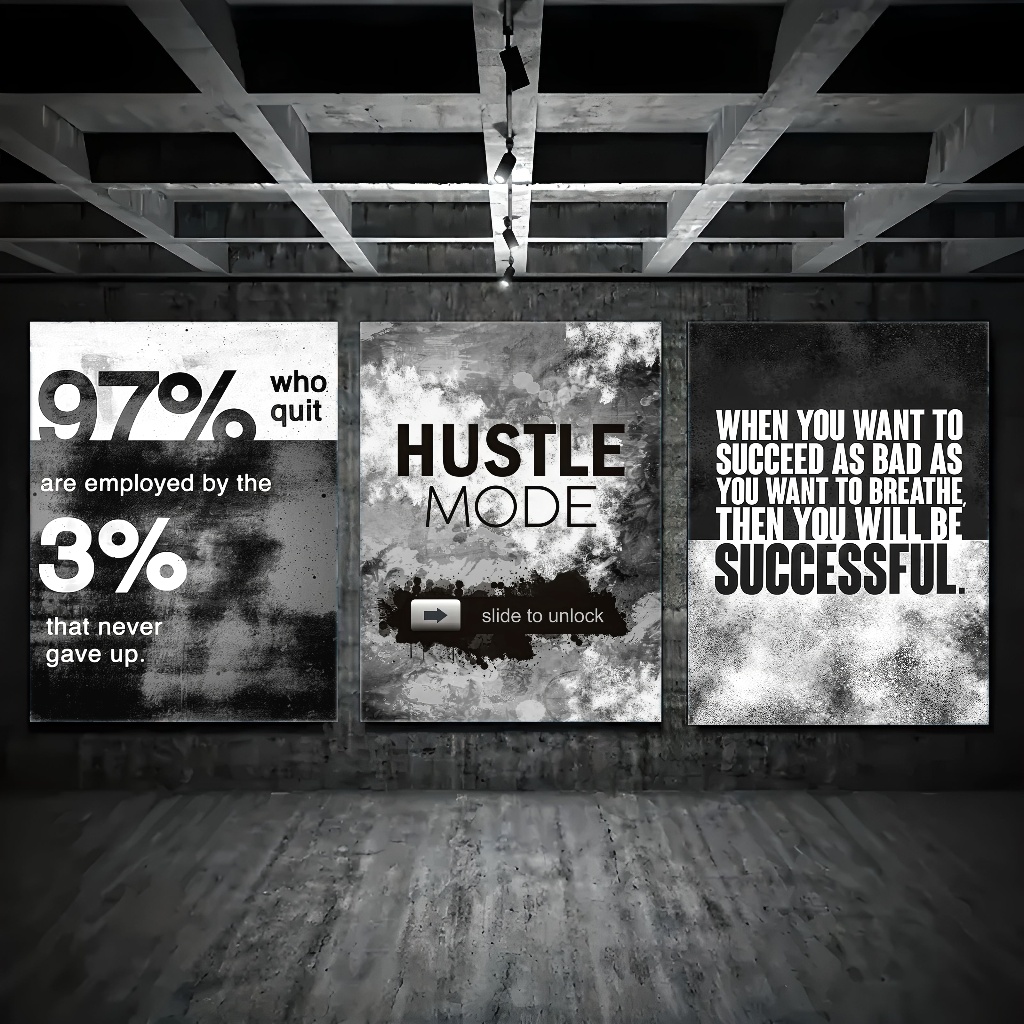 97% who
quit
are employed by the
3%
that never
gave up.
HUSTLE
MODE
slide to unlock
WHEN YOU WANT TO
SUCCEED AS BAD AS
YOU WANT TO BREATHE,
THEN YOU WILL BE
SUCCESSFUL.